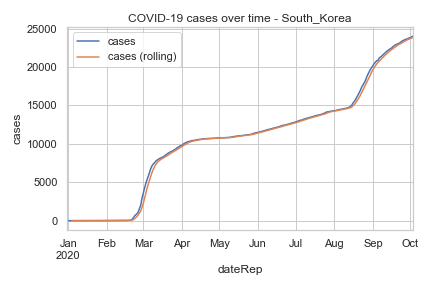 COVID-19 cases over time - South_Korea
cases
cases (rolling)
25000
20000
15000
10000
5000
0
cases
Jan Feb Mar Apr May Jun Jul Aug Sep Oct
2020
dateRep